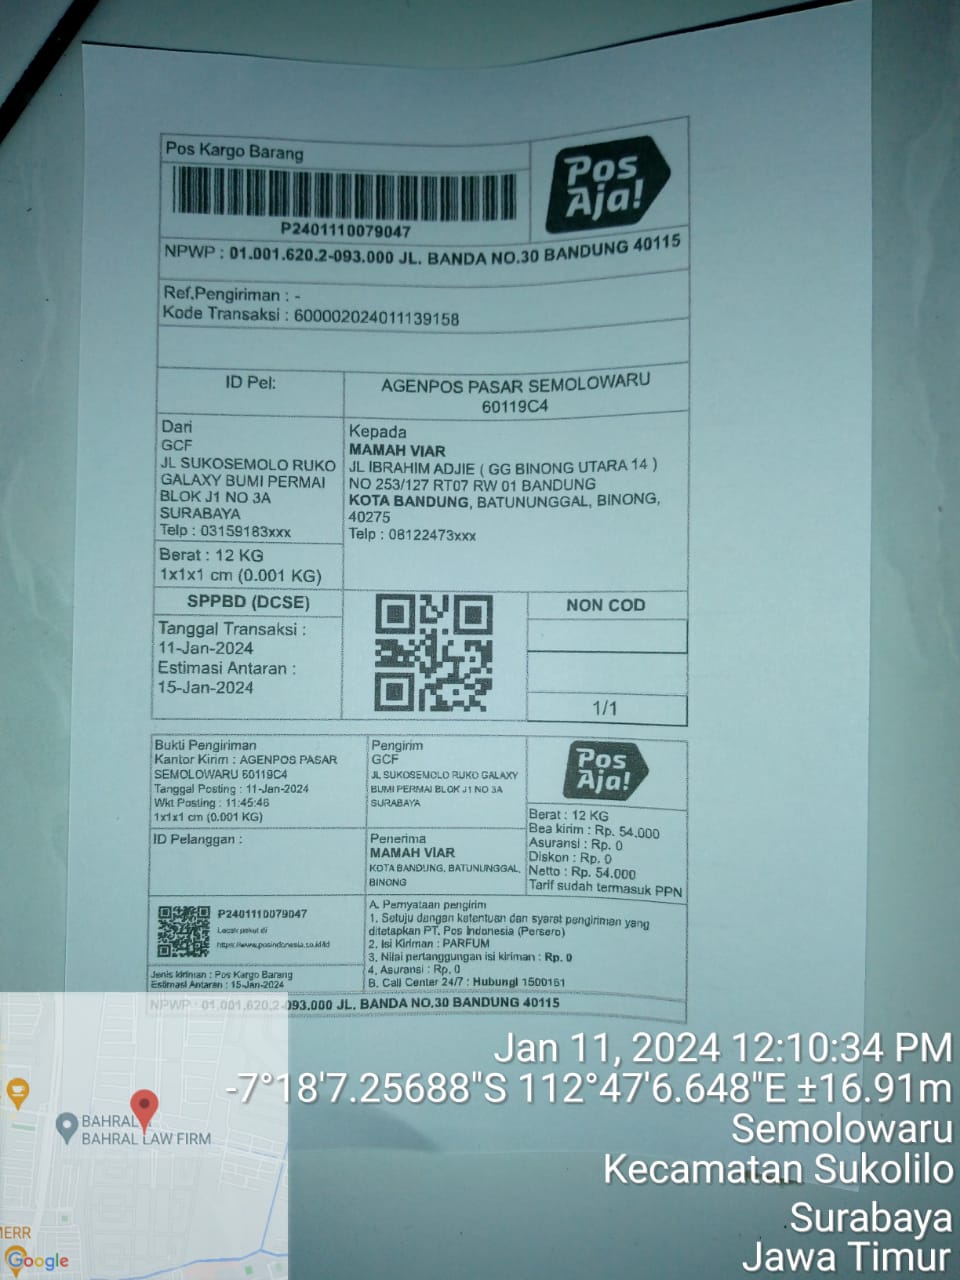 Pos Kargo Barang
Pos
Aja!
P2401110079047
NPWP : 01.001.620.2-093.000 JL. BANDA NO.30 BANDUNG 40115
Ref.Pengiriman : -
Kode Transaksi : 600002024011139158
ID Pel:
AGENPOS PASAR SEMOLOWARU
60119C4
Dari
GCF
JL SUKOSEMOLO RUKO
GALAXY BUMI PERMAI
BLOK J1 NO 3A
SURABAYA
Telp : 03159183xxx
Kepada
MAMAH VIAR
JL IBRAHIM ADJIE ( GG BINONG UTARA 14 )
NO 253/127 RT07 RW 01 BANDUNG
KOTA BANDUNG, BATUNUNGGAL, BINONG,
40275
Telp : 08122473xxx
Berat : 12 KG
1x1x1 cm (0.001 KG)
SPPBD (DCSE)
Tanggal Transaksi :
11-Jan-2024
Estimasi Antaran :
15-Jan-2024
NON COD
1/1
Bukti Pengiriman
Kantor Kirim : AGENPOS PASAR
SEMOLOWARU 60119C4
Tanggal Posting : 11-Jan-2024
Wkt Posting : 11:45:46
1x1x1 cm (0.001 KG)
Pengirim
GCF
JL SUKOSEMOLO RUKO GALAXY
BUMI PERMAI BLOK J1 NO 3A
SURABAYA
Pos
Aja!
Berat : 12 KG
Bea kirim : Rp. 54.000
Asuransi : Rp. 0
Diskon : Rp. 0
Netto : Rp. 54.000
Tarif sudah termasuk PPN
ID Pelanggan :
Penerima
MAMAH VIAR
KOTA BANDUNG, BATUNUNGGAL,
BINONG
P2401110079047
Lacak paket di
https://www.posindonesia.co.id/id
Jenis kiriman : Pos Kargo Barang
Estimasi Antaran : 15-Jan-2024
A. Pernyataan pengirim
1. Setuju dengan ketentuan dan syarat pengiriman yang
ditetapkan PT. Pos Indonesia (Persero)
2. Isi Kiriman : PARFUM
3. Nilai pertanggungan isi kiriman : Rp. 0
4. Asuransi : Rp. 0
B. Call Center 24/7 : Hubungi 1500161
NPWP : 01.001.620.2-093.000 JL. BANDA NO.30 BANDUNG 40115
Jan 11, 2024 12:10:34 PM
-7°18'7.25688"S 112°47'6.648"E ±16.91m
Semolowaru
Kecamatan Sukolilo
Surabaya
Jawa Timur
BAHRAL
BAHRAL LAW FIRM
MERR
Google